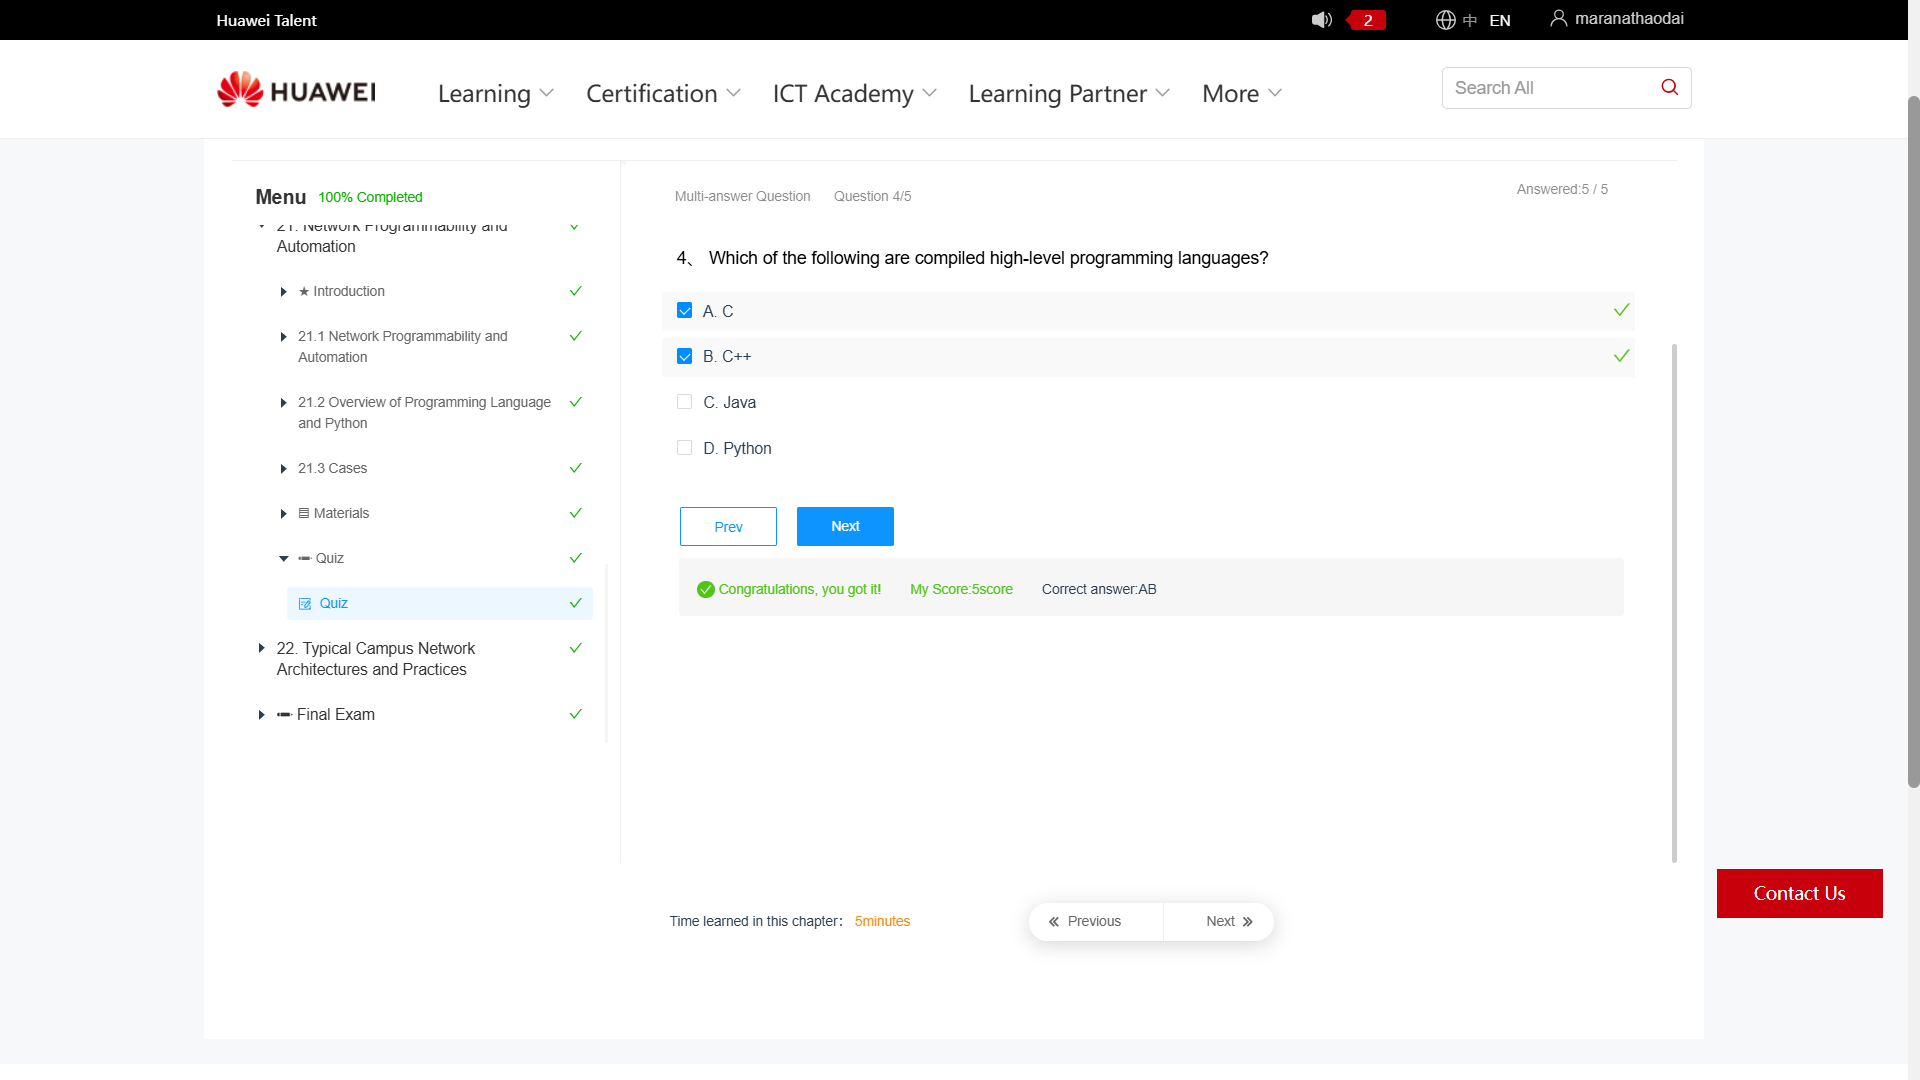 Huawei Talent
2
中 EN
maranathaodai
HUAWEI
Learning
Certification
ICT Academy
Learning Partner
More
Search All
Menu 100% Completed
21. Network Programmability and
Automation
★ Introduction
21.1 Network Programmability and
Automation
21.2 Overview of Programming Language
and Python
21.3 Cases
Materials
Quiz
Quiz
22. Typical Campus Network
Architectures and Practices
Final Exam
Multi-answer Question Question 4/5
Answered:5 / 5
4、 Which of the following are compiled high-level programming languages?
A. C
B. C++
C. Java
D. Python
Prev
Next
Congratulations, you got it! My Score:5score Correct answer:AB
Time learned in this chapter： 5minutes
« Previous
Next »
Contact Us